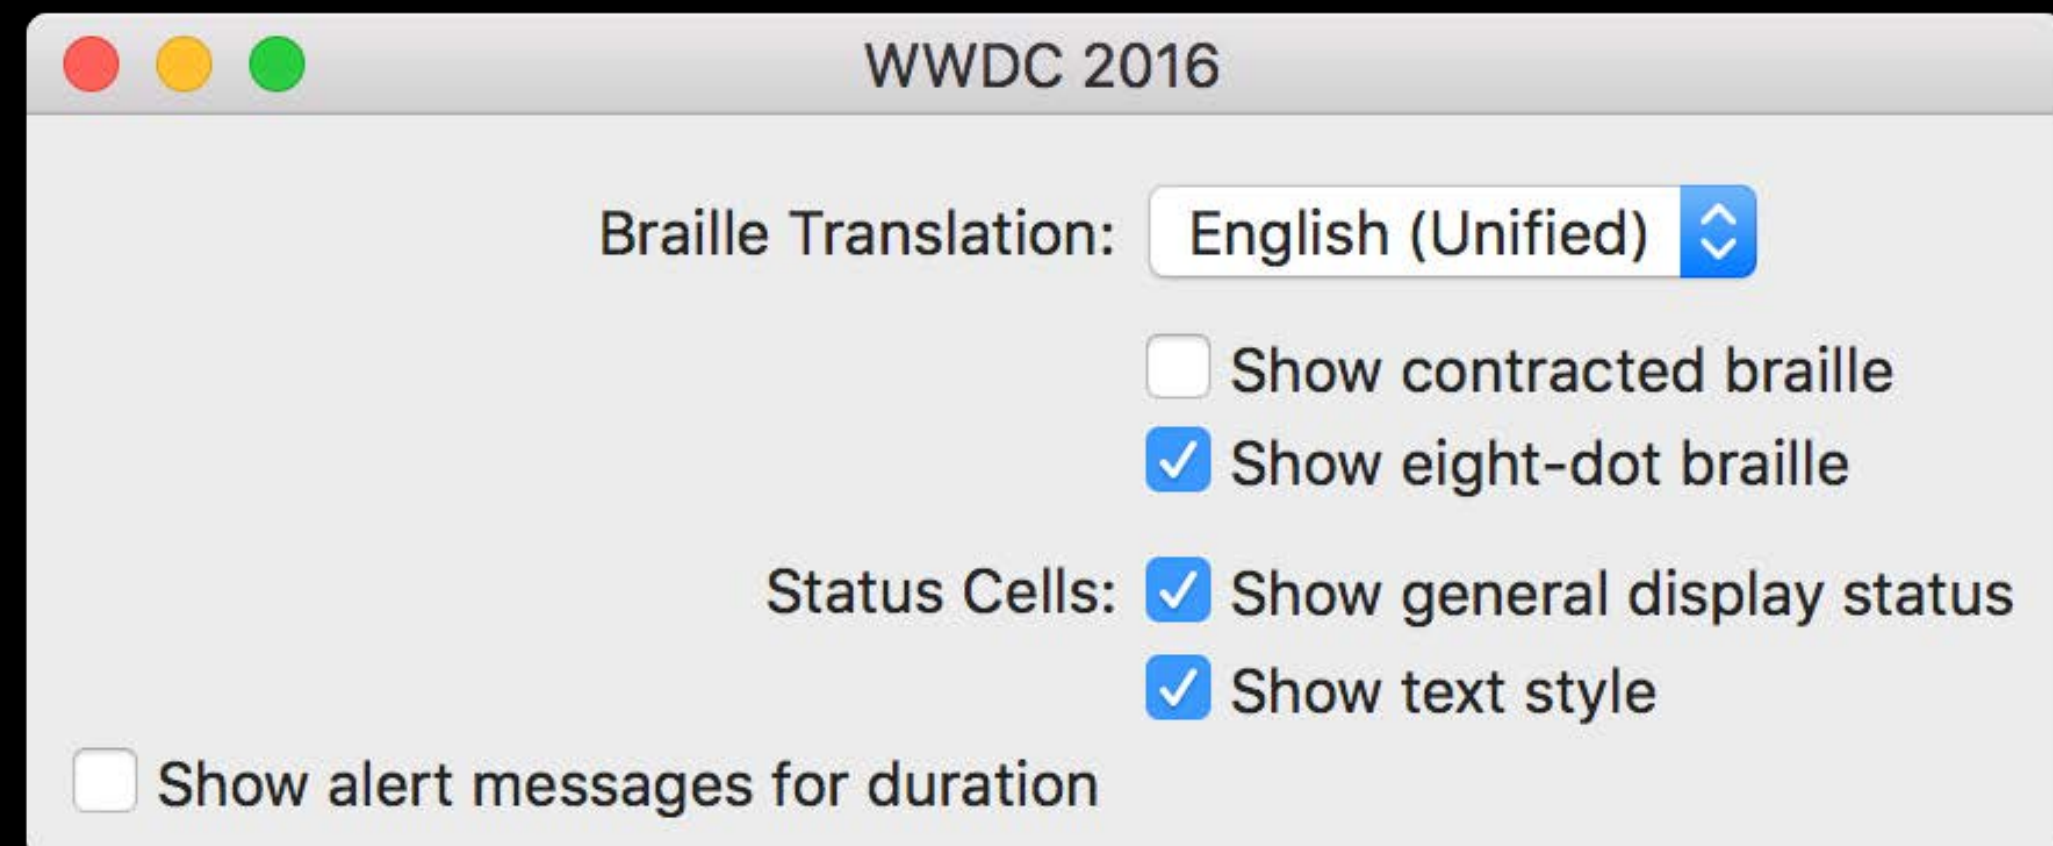 WWDC 2016
Braille Translation: English (Unified)
Show contracted braille
Show eight-dot braille
Status Cells: Show general display status
Show text style
Show alert messages for duration